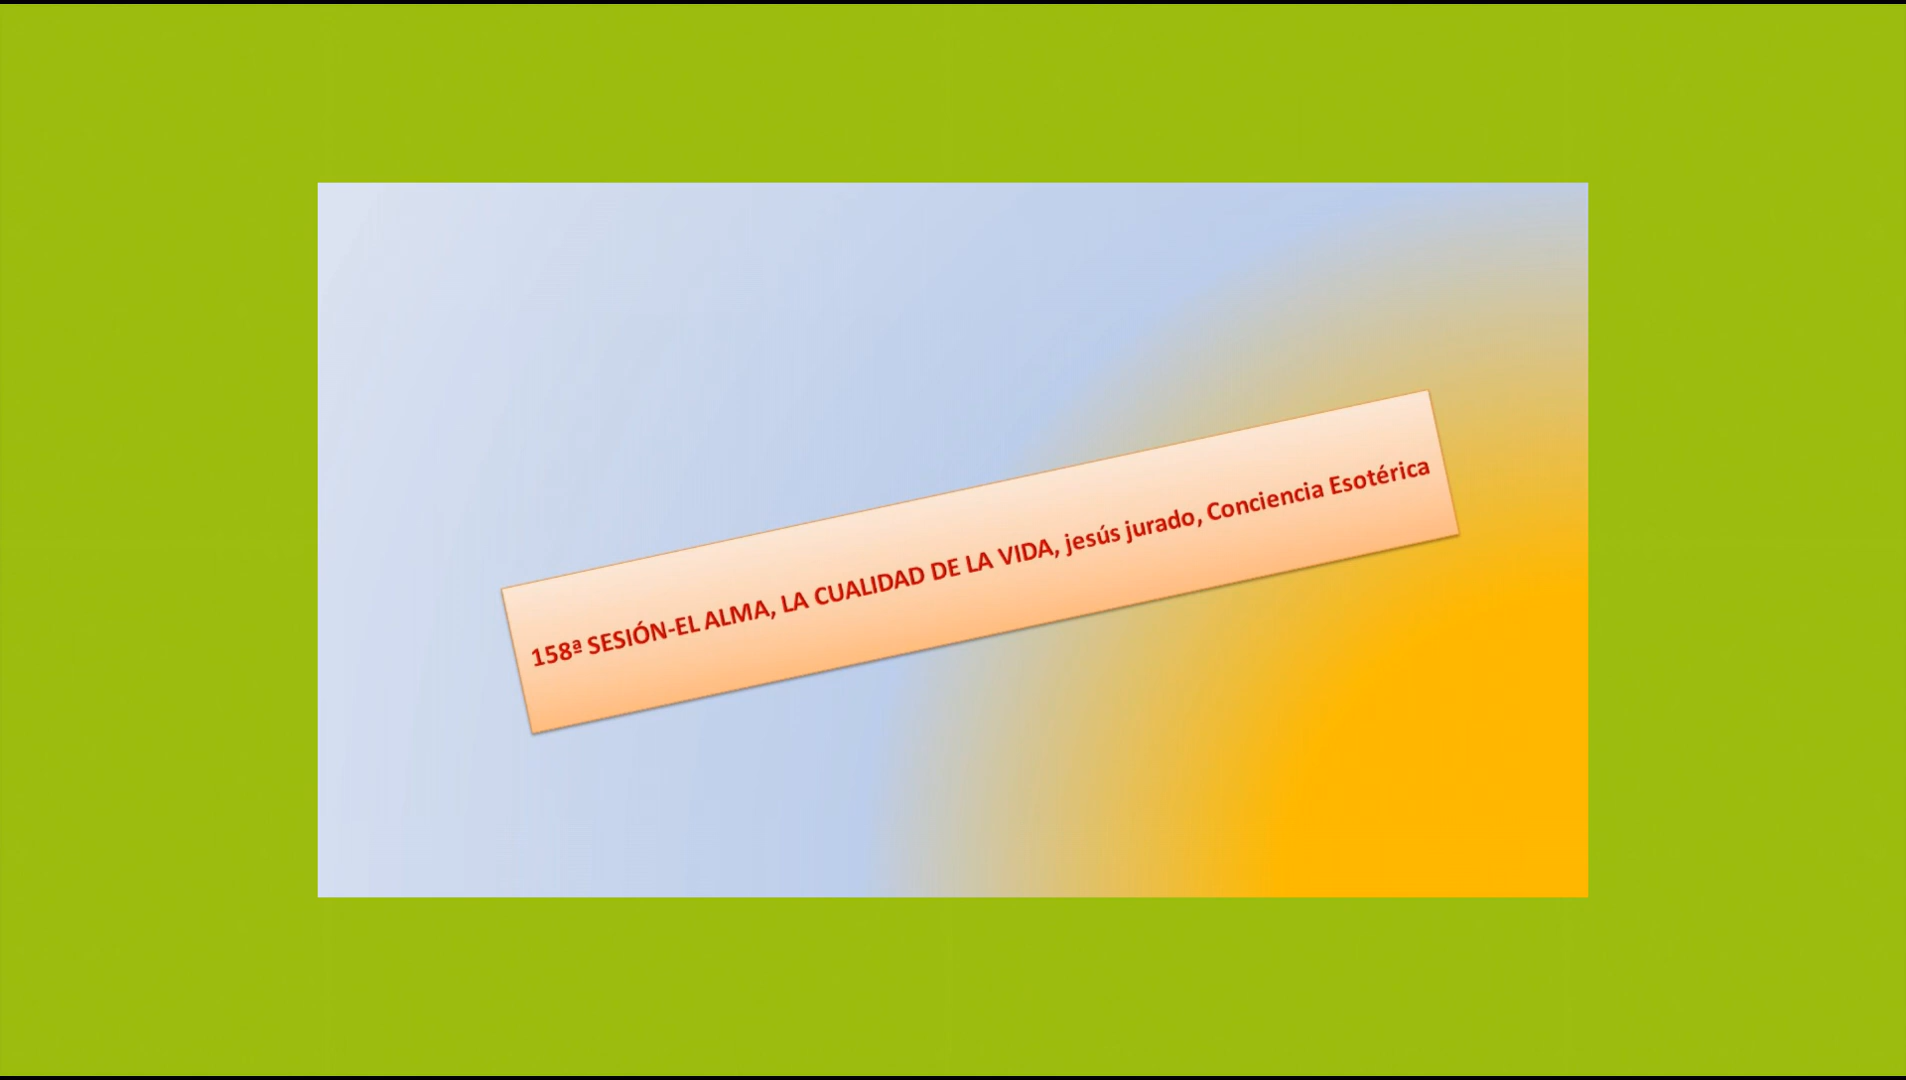 158ª SESIÓN-EL ALMA, LA CUALIDAD DE LA VIDA, jesús jurado, Conciencia Esotérica